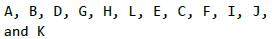 A, B, D, G, H, L, E, C, F, I, J,
and K